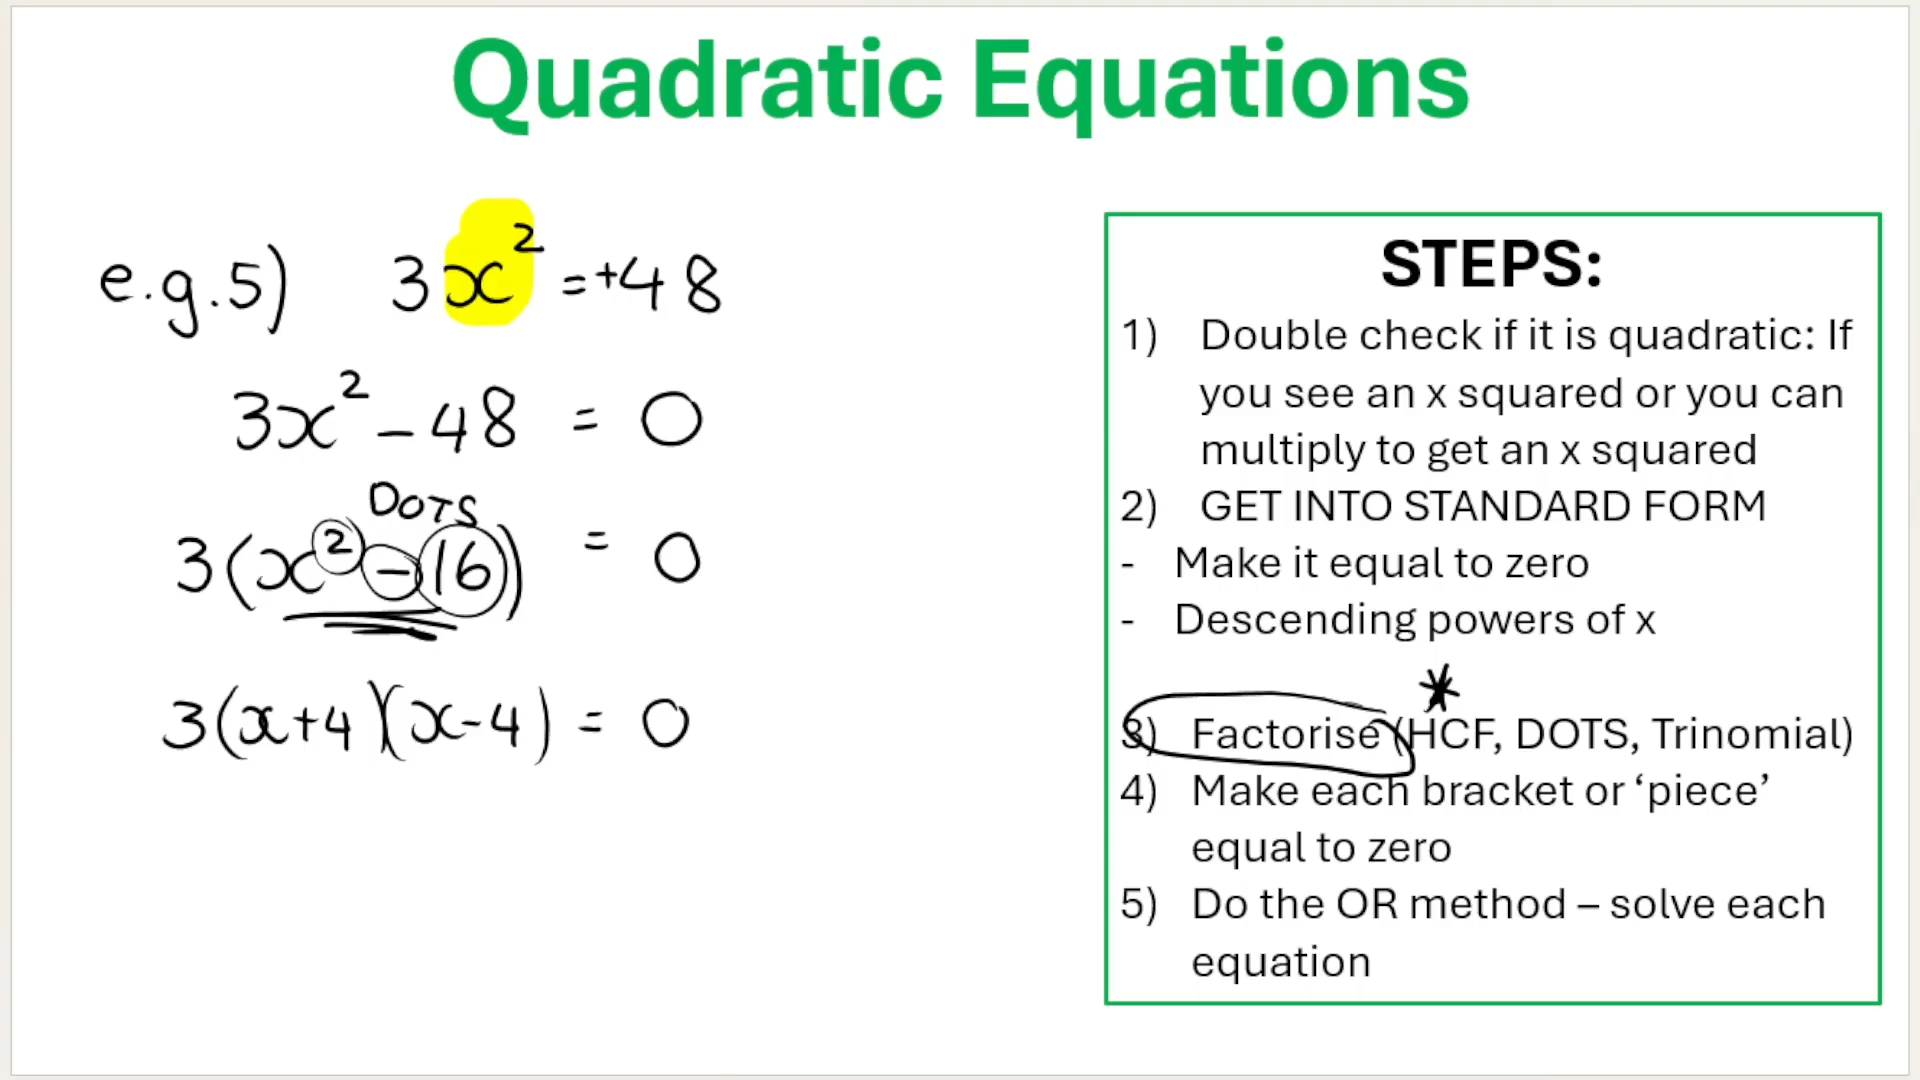 Quadratic Equations
e.g.5) 3x² = +48
3x² - 48 = 0
DOTS
3(x² - 16) = 0
3(x+4)(x-4) = 0
STEPS:
1) Double check if it is quadratic: If
you see an x squared or you can
multiply to get an x squared
2) GET INTO STANDARD FORM
- Make it equal to zero
- Descending powers of x
*
3) Factorise (HCF, DOTS, Trinomial)
4) Make each bracket or ‘piece’
equal to zero
5) Do the OR method – solve each
equation